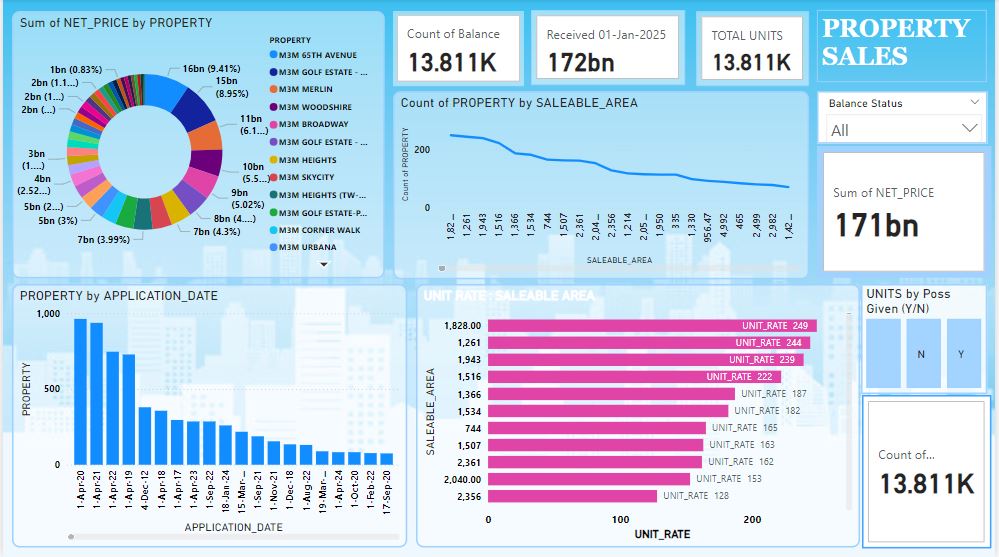 Sum of NET_PRICE by PROPERTY
1bn (0.83%)
2bn (1.1...)
2bn (1...)
2bn (...)
3bn
(1....)
4bn
(2.52...)
5bn (2...)
5bn (3%)
7bn (3.99%)
16bn (9.41%)
15bn
(8.95%)
11bn
(6.1...)
10bn
(5.5...)
9bn
(5.02%)
8bn (4....)
7bn (4.3%)
PROPERTY
M3M 65TH AVENUE
M3M GOLF ESTATE - ...
M3M MERLIN
M3M WOODSHIRE
M3M BROADWAY
M3M GOLF ESTATE - ...
M3M HEIGHTS
M3M SKYCITY
M3M HEIGHTS (TW-...
M3M GOLF ESTATE-P...
M3M CORNER WALK
M3M URBANA
Count of Balance
13.811K
Received 01-Jan-2025
172bn
TOTAL UNITS
13.811K
PROPERTY
SALES
Count of PROPERTY by SALEABLE_AREA
Count of PROPERTY
200
0
1,82...
1,261
1,943
1,516
1,366
1,534
744
1,507
2,361
2,04...
2,356
1,214
2,05...
1,950
335
1,330
956.47
4,992
465
2,499
2,982
1,42...
SALEABLE_AREA
Balance Status
All
Sum of NET_PRICE
171bn
PROPERTY by APPLICATION_DATE
PROPERTY
1,000
500
0
1-Apr-20
1-Apr-21
1-Apr-22
1-Apr-19
4-Dec-12
1-Apr-18
1-Apr-17
1-Apr-23
1-Sep-22
18-Jan-24
15-Mar-...
1-Sep-21
1-Nov-21
1-Dec-18
1-Aug-22
19-Mar-...
1-Apr-24
1-Oct-20
1-Feb-22
17-Sep-20
APPLICATION_DATE
UNIT RATE : SALEABLE AREA
SALEABLE_AREA
1,828.00 UNIT_RATE 249
1,261 UNIT_RATE 244
1,943 UNIT_RATE 239
1,516 UNIT_RATE 222
1,366 UNIT_RATE 187
1,534 UNIT_RATE 182
744 UNIT_RATE 165
1,507 UNIT_RATE 163
2,361 UNIT_RATE 162
2,040.00 UNIT_RATE 153
2,356 UNIT_RATE 128
0 100 200
UNIT_RATE
UNITS by Poss
Given (Y/N)
N Y
Count of...
13.811K